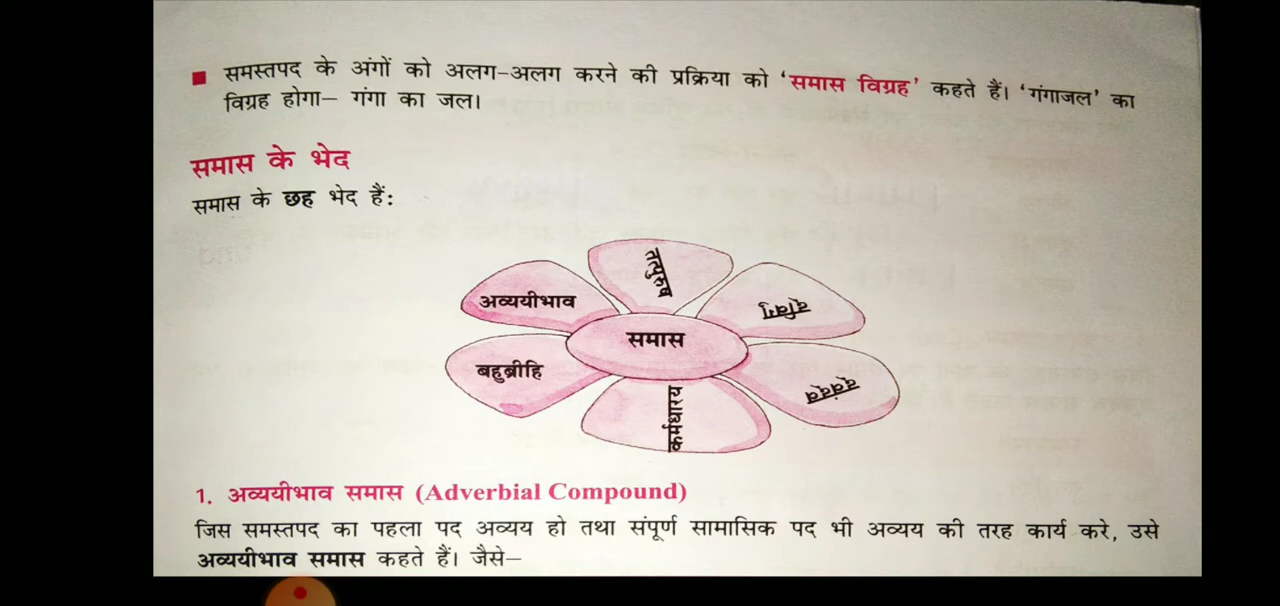 समस्तपद के अंगों को अलग-अलग करने की प्रक्रिया को ‘समास विग्रह’ कहते हैं। ‘गंगाजल’ का
विग्रह होगा– गंगा का जल।
समास के भेद
समास के छह भेद हैं:
तत्पुरुष
अव्ययीभाव
द्विगु
समास
बहुब्रीहि
द्वंद्व
कर्मधारय
1. अव्ययीभाव समास (Adverbial Compound)
जिस समस्तपद का पहला पद अव्यय हो तथा संपूर्ण सामासिक पद भी अव्यय की तरह कार्य करे, उसे
अव्ययीभाव समास कहते हैं। जैसे–